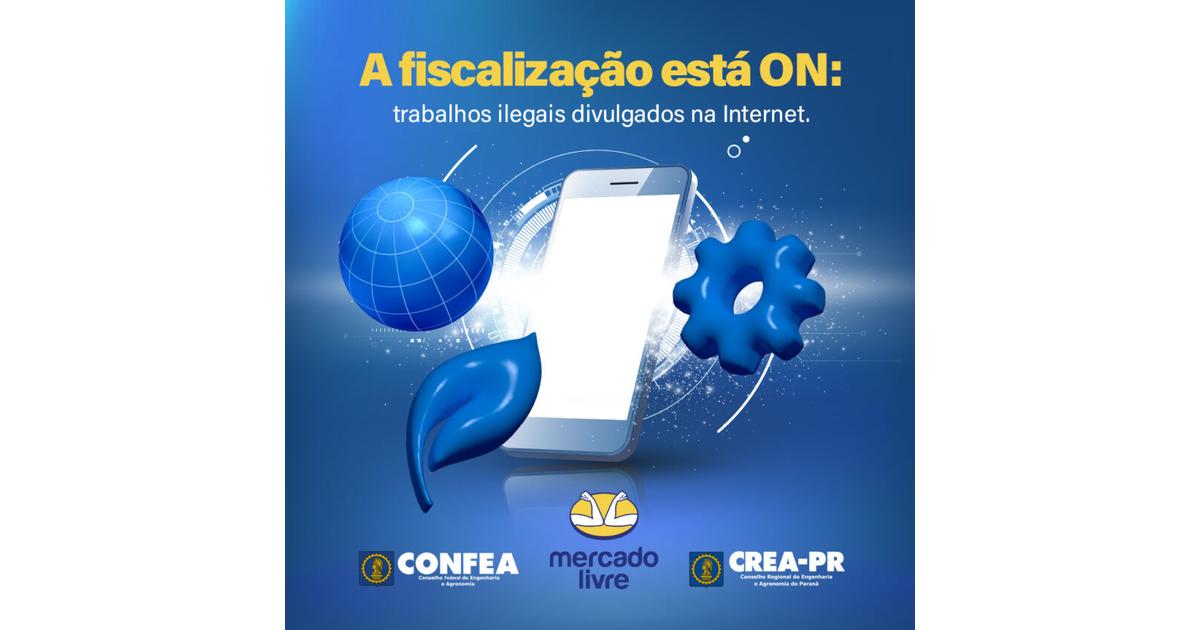 A fiscalização está ON:
trabalhos ilegais divulgados na Internet.
CONFEA
Conselho Federal de Engenharia
e Agronomia
mercado
livre
CREA-PR
Conselho Regional de Engenharia
e Agronomia do Paraná